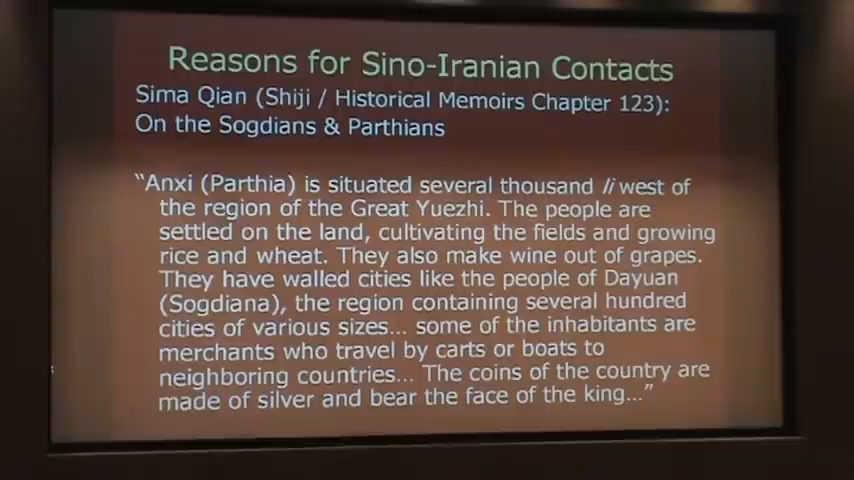 Reasons for Sino-Iranian Contacts
Sima Qian (Shiji / Historical Memoirs Chapter 123):
On the Sogdians & Parthians
“Anxi (Parthia) is situated several thousand li west of
the region of the Great Yuezhi. The people are
settled on the land, cultivating the fields and growing
rice and wheat. They also make wine out of grapes.
They have walled cities like the people of Dayuan
(Sogdiana), the region containing several hundred
cities of various sizes... some of the inhabitants are
merchants who travel by carts or boats to
neighboring countries... The coins of the country are
made of silver and bear the face of the king...”